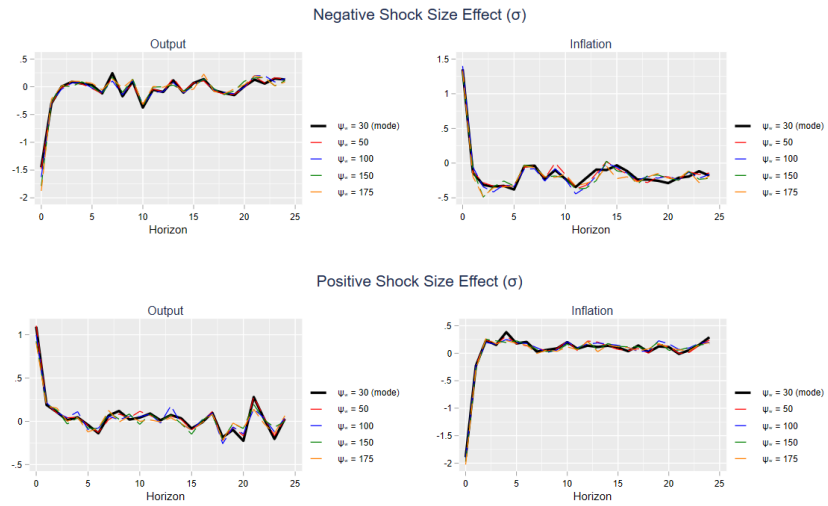 Negative Shock Size Effect (σ)
Output
.5
0
-.5
-1
-1.5
-2
0 5 10 15 20 25
Horizon
ψ = 30 (mode)
ψ = 50
ψ = 100
ψ = 150
ψ = 175
Inflation
1.5
1
.5
0
-.5
0 5 10 15 20 25
Horizon
ψ = 30 (mode)
ψ = 50
ψ = 100
ψ = 150
ψ = 175
Positive Shock Size Effect (σ)
Output
1
.5
0
-.5
0 5 10 15 20 25
Horizon
ψ = 30 (mode)
ψ = 50
ψ = 100
ψ = 150
ψ = 175
Inflation
.5
0
-.5
-1
-1.5
-2
0 5 10 15 20 25
Horizon
ψ = 30 (mode)
ψ = 50
ψ = 100
ψ = 150
ψ = 175